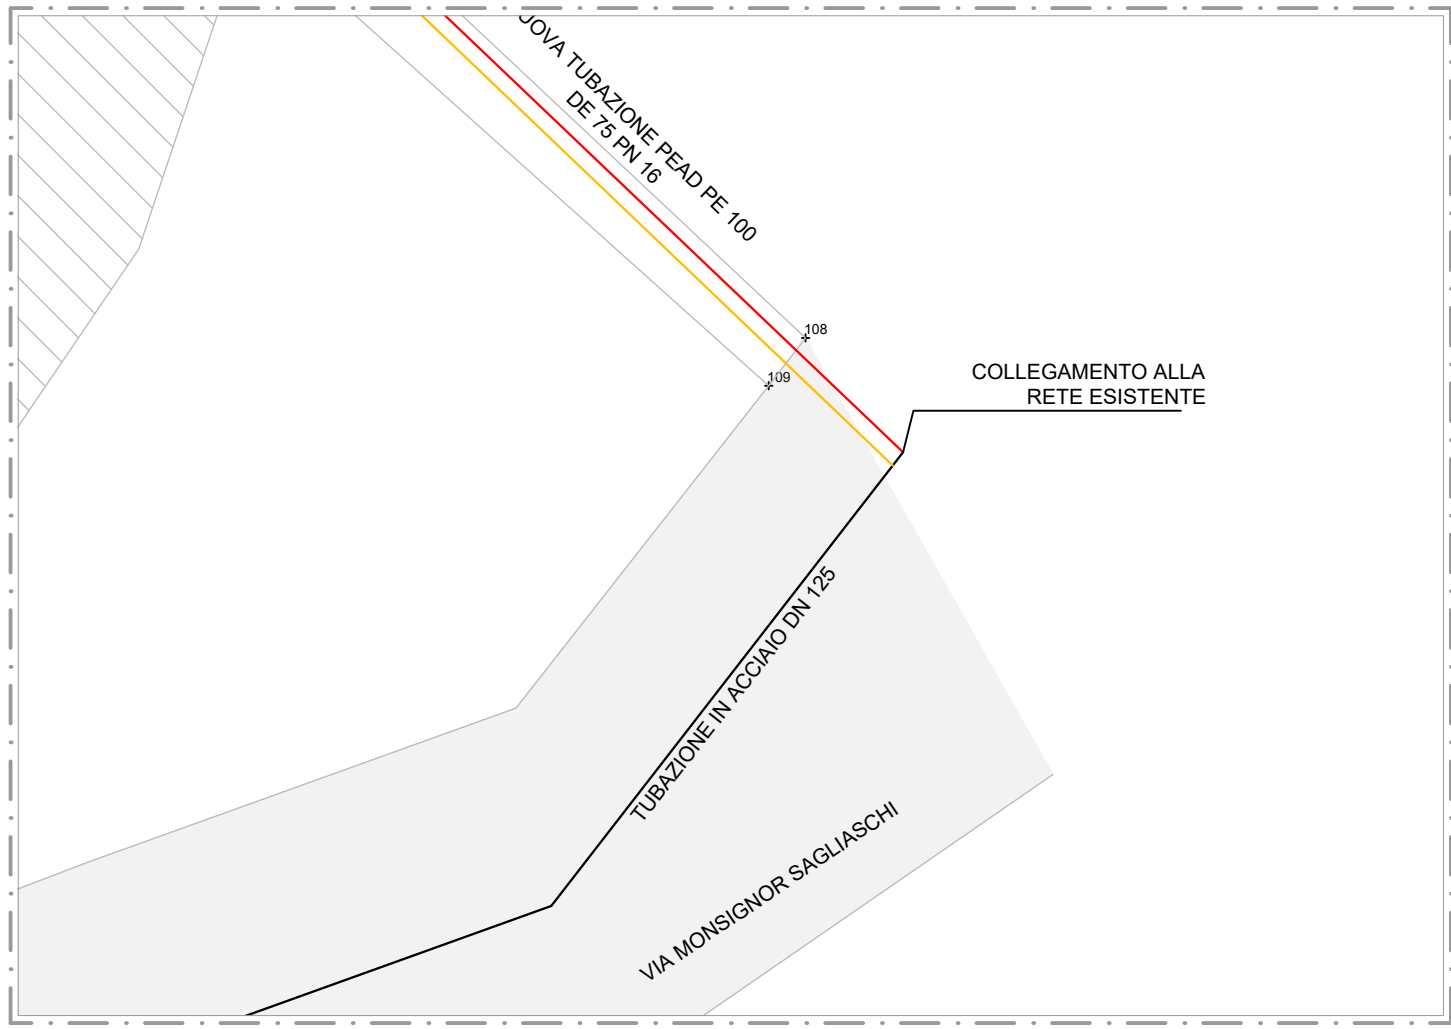 UOVA TUBAZIONE PEAD PE 100
DE 75 PN 16
108
109
COLLEGAMENTO ALLA
RETE ESISTENTE
TUBAZIONE IN ACCIAIO DN 125
VIA MONSIGNOR SAGLIASCHI